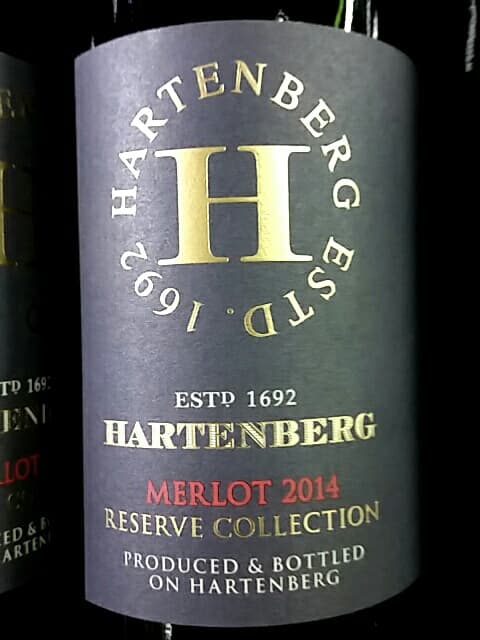 HARTENBERG ESTD. 1692
H
ESTD 1692
HARTENBERG
MERLOT 2014
RESERVE COLLECTION
PRODUCED & BOTTLED
ON HARTENBERG